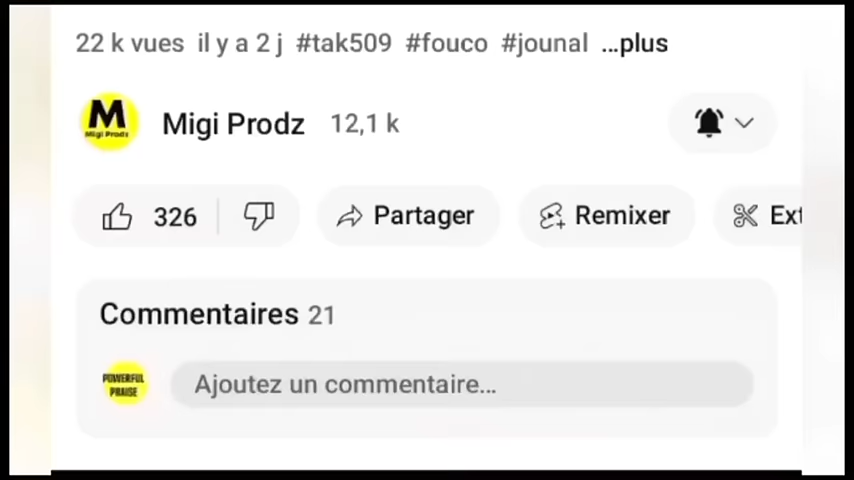 22 k vues il y a 2 j #tak509 #fouco #jounal ...plus
M
Migi Prodz
Migi Prodz 12,1 k
326 Partager Remixer Ext
Commentaires 21
POWERFUL
PRAISE
Ajoutez un commentaire...